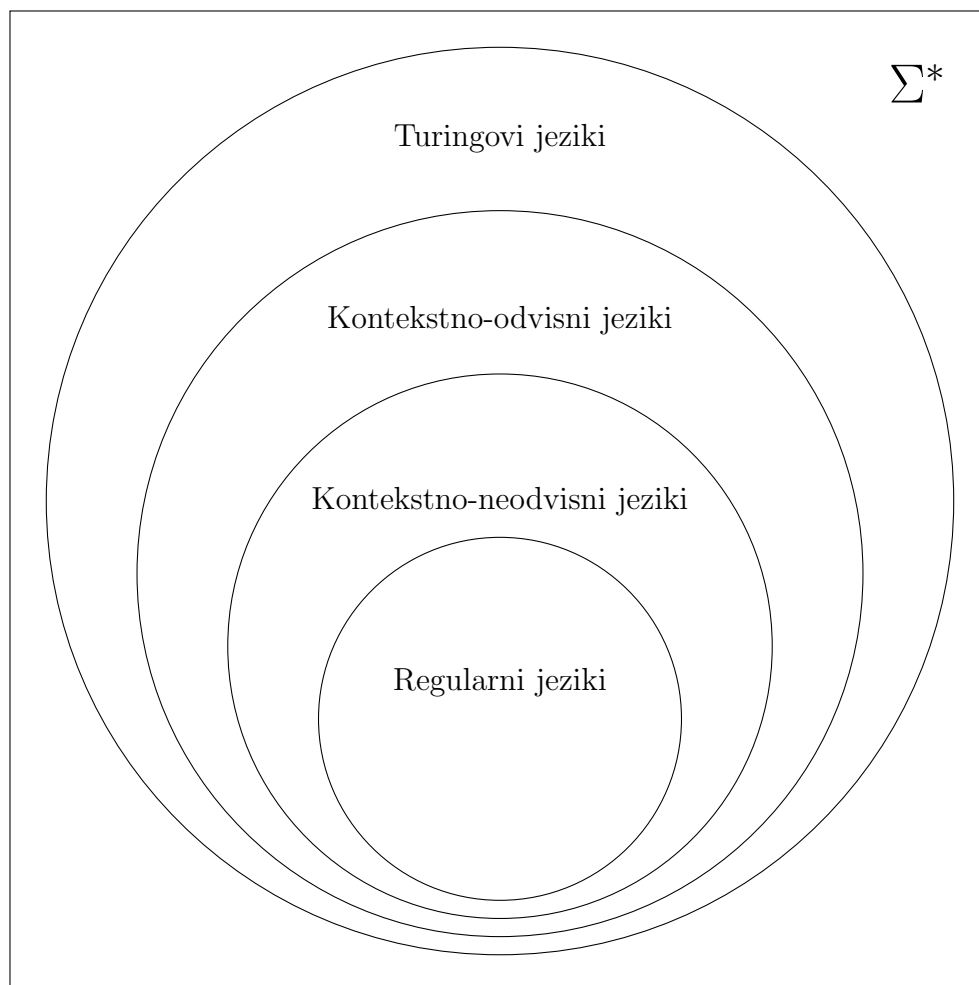 Σ*
Turingovi jeziki
Kontekstno-odvisni jeziki
Kontekstno-neodvisni jeziki
Regularni jeziki